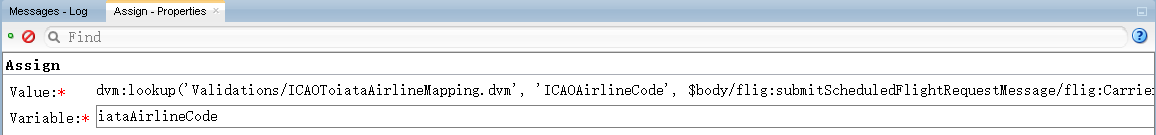 Messages - Log
Assign - Properties
Find
Assign
Value:*
dvm:lookup('Validations/ICAOToiataAirlineMapping.dvm', 'ICAOAirlineCode', $body/flig:submitScheduledFlightRequestMessage/flig:Carrier
Variable:*
iataAirlineCode